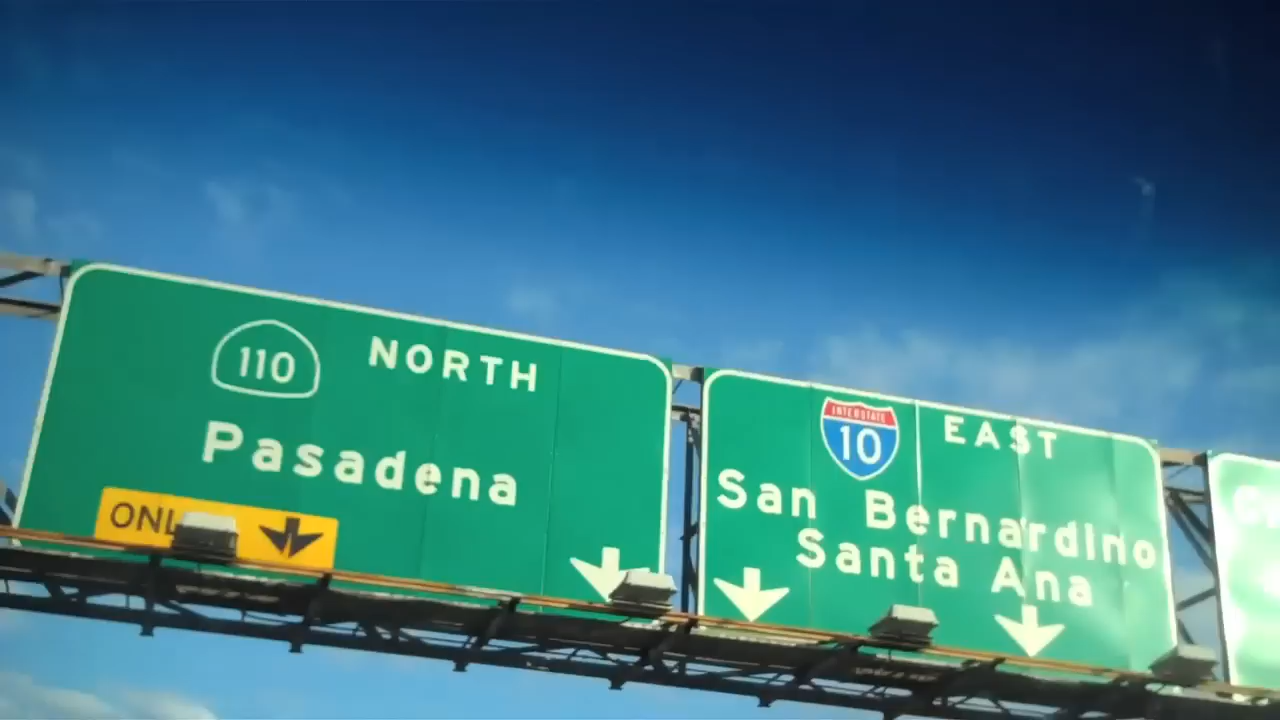 110 NORTH
Pasadena
INTERSTATE
10 EAST
San Bernardino
Santa Ana